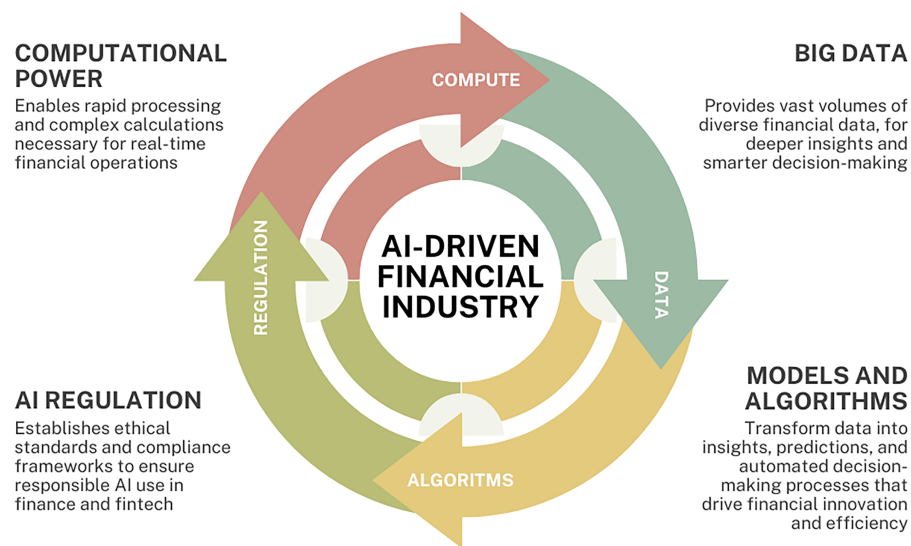 COMPUTATIONAL
POWER
Enables rapid processing
and complex calculations
necessary for real-time
financial operations
COMPUTE
BIG DATA
Provides vast volumes of
diverse financial data, for
deeper insights and
smarter decision-making
REGULATION
AI-DRIVEN
FINANCIAL
INDUSTRY
DATA
AI REGULATION
Establishes ethical
standards and compliance
frameworks to ensure
responsible AI use in
finance and fintech
ALGORITMS
MODELS AND
ALGORITHMS
Transform data into
insights, predictions, and
automated decision-
making processes that
drive financial innovation
and efficiency